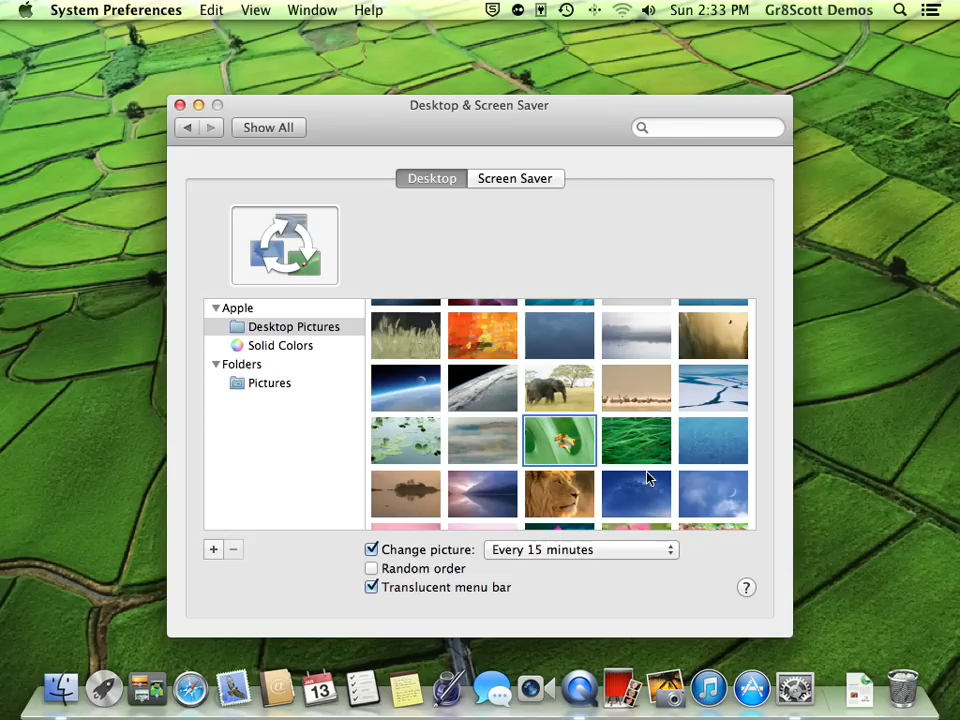 System Preferences Edit View Window Help Sun 2:33 PM Gr8Scott Demos
Desktop & Screen Saver
Show All
Desktop Screen Saver
Apple
Desktop Pictures
Solid Colors
Folders
Pictures
+ − Change picture: Every 15 minutes
Random order
Translucent menu bar ?
JAN
13